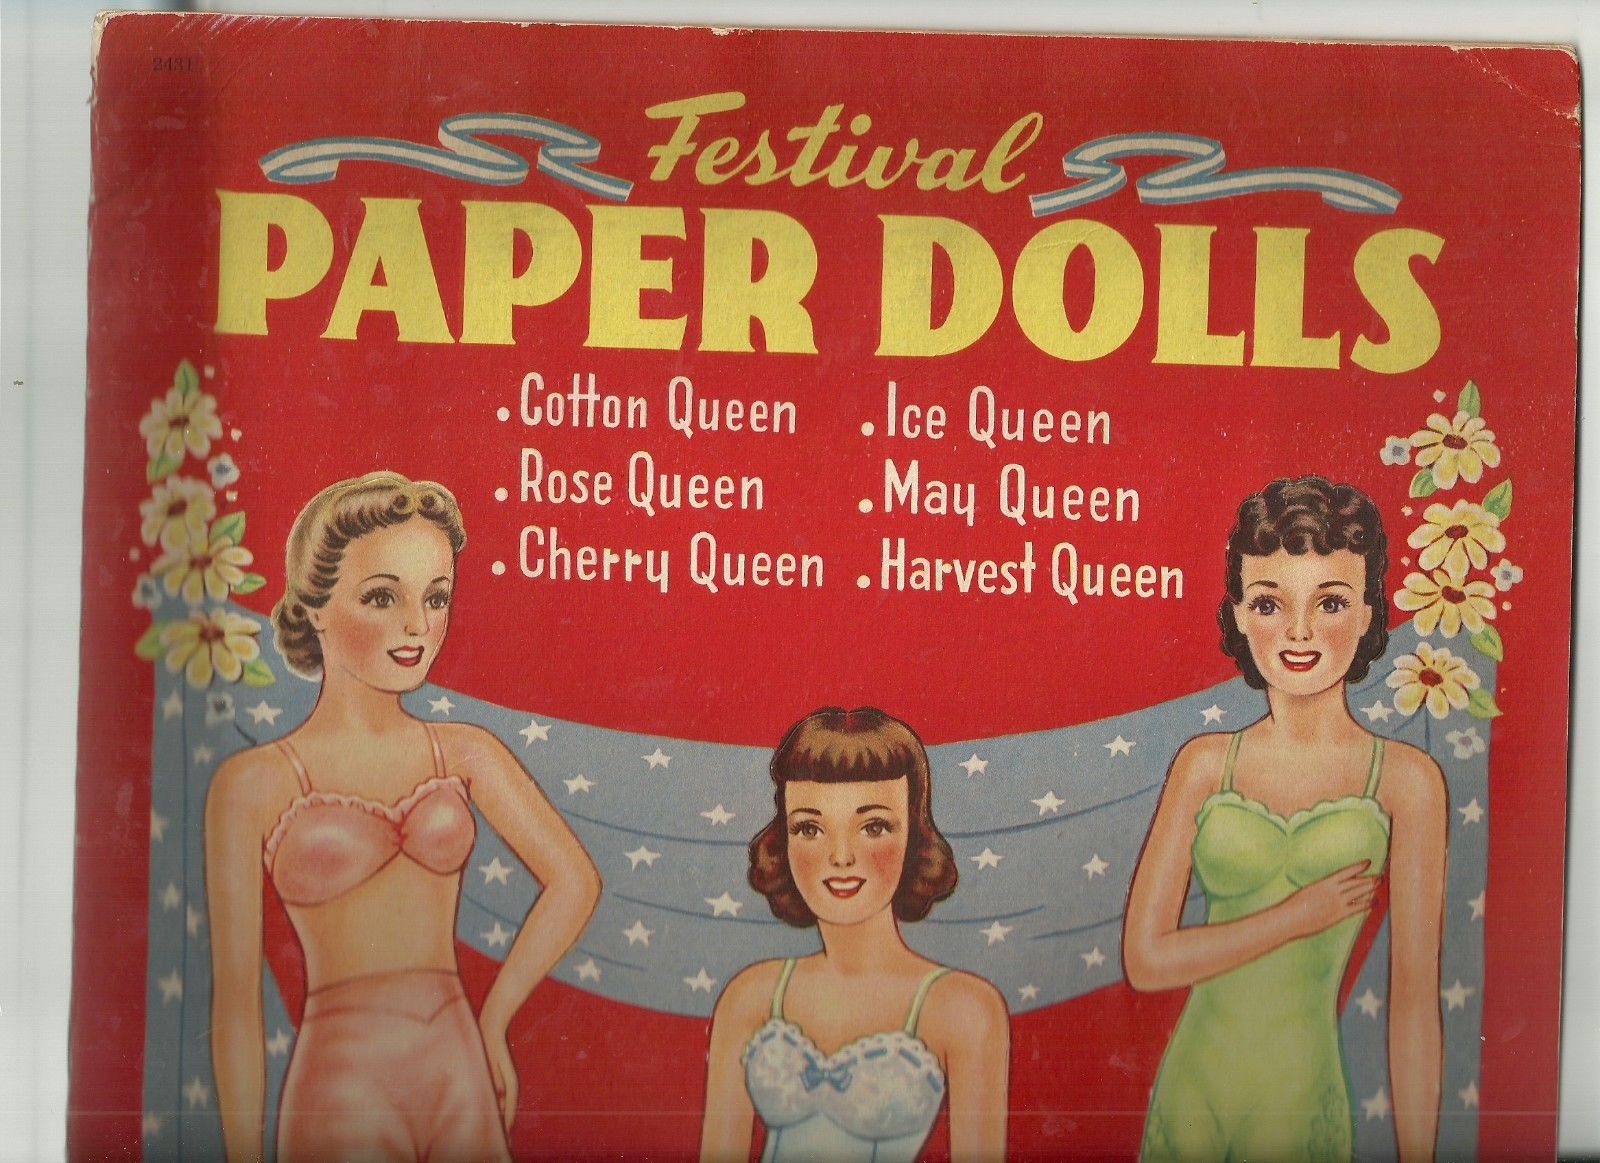 2431
Festival
PAPER DOLLS
• Cotton Queen
• Rose Queen
• Cherry Queen
• Ice Queen
• May Queen
• Harvest Queen